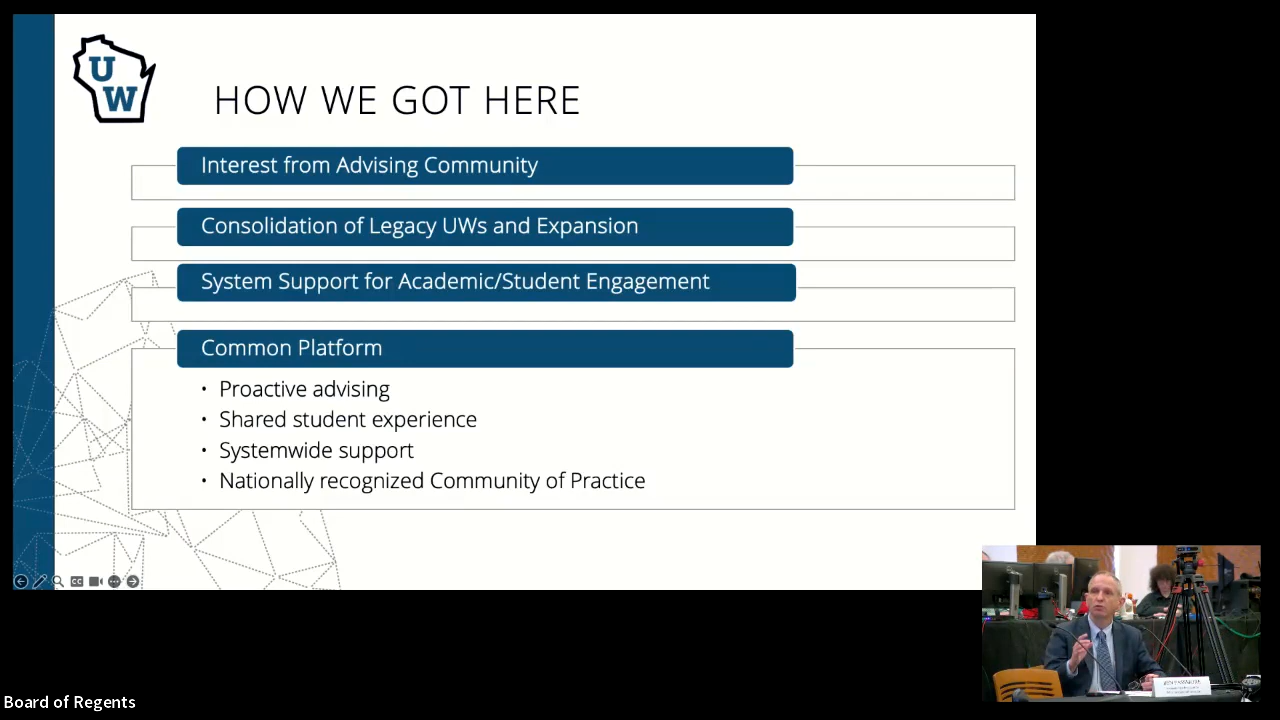 U
W
HOW WE GOT HERE
Interest from Advising Community
Consolidation of Legacy UWs and Expansion
System Support for Academic/Student Engagement
Common Platform
• Proactive advising
• Shared student experience
• Systemwide support
• Nationally recognized Community of Practice
CC
Board of Regents